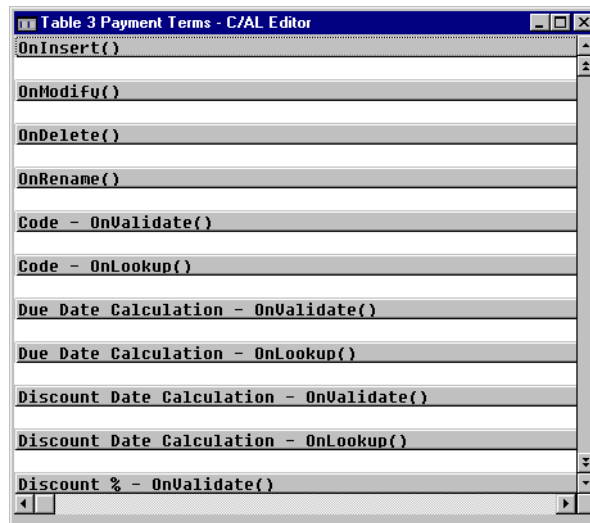 Table 3 Payment Terms - C/AL Editor
OnInsert()
OnModify()
OnDelete()
OnRename()
Code - OnValidate()
Code - OnLookup()
Due Date Calculation - OnValidate()
Due Date Calculation - OnLookup()
Discount Date Calculation - OnValidate()
Discount Date Calculation - OnLookup()
Discount % - OnValidate()